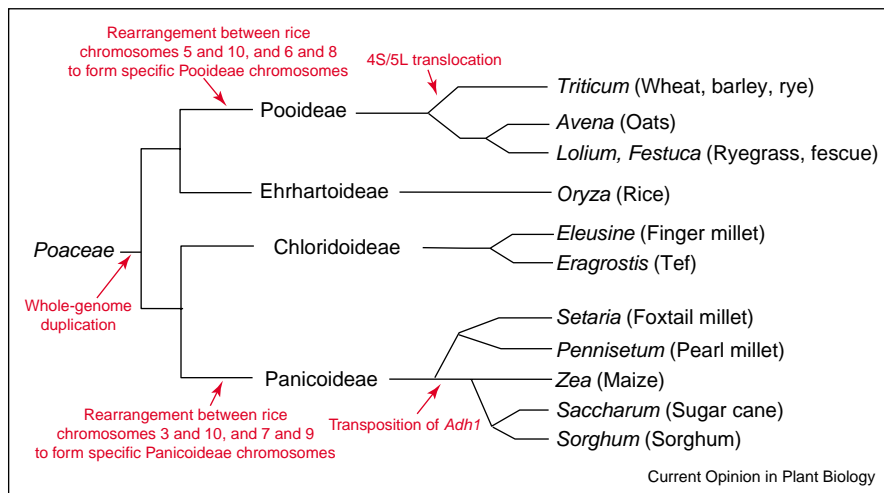 Rearrangement between rice
chromosomes 5 and 10, and 6 and 8
to form specific Pooideae chromosomes
4S/5L translocation
Triticum (Wheat, barley, rye)
Pooideae
Avena (Oats)
Lolium, Festuca (Ryegrass, fescue)
Ehrhartoideae
Oryza (Rice)
Poaceae
Chloridoideae
Eleusine (Finger millet)
Eragrostis (Tef)
Whole-genome
duplication
Setaria (Foxtail millet)
Pennisetum (Pearl millet)
Panicoideae
Zea (Maize)
Rearrangement between rice
chromosomes 3 and 10, and 7 and 9
to form specific Panicoideae chromosomes
Transposition of Adh1
Saccharum (Sugar cane)
Sorghum (Sorghum)
Current Opinion in Plant Biology